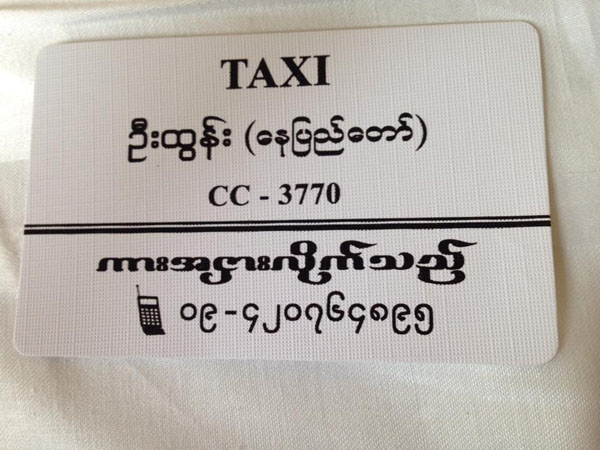 TAXI
ဦးထွန်း (နေပြည်တော်)
CC - 3770
ကားအငှားလိုက်သည်
၀၉-၄၂၀၇၆၄၈၉၅